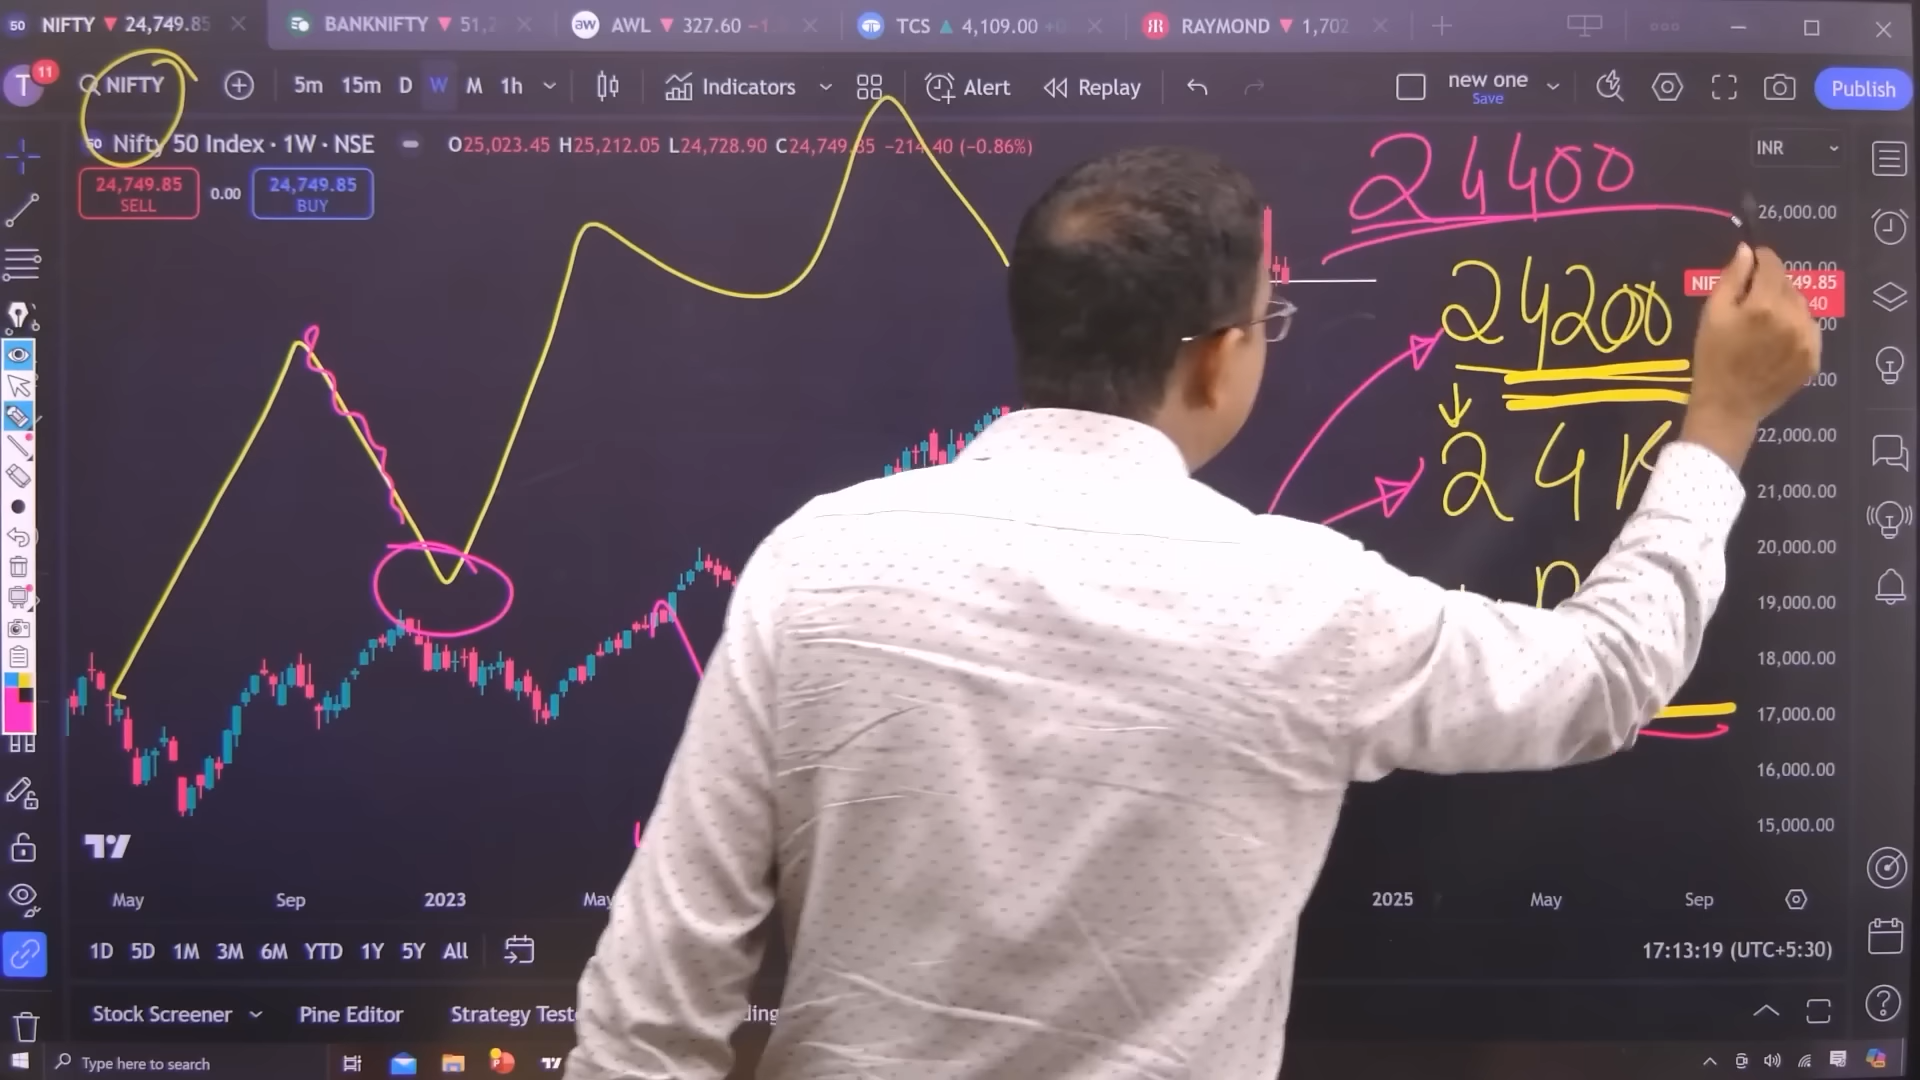 50 NIFTY ▼ 24,749.85
BANKNIFTY ▼ 51,2
aw AWL ▼ 327.60 −1.
TCS ▲ 4,109.00 +0
RAYMOND ▼ 1,702
T 11 NIFTY 5m 15m D W M 1h Indicators Alert Replay
new one
Save
Publish
50 Nifty 50 Index · 1W · NSE O25,023.45 H25,212.05 L24,728.90 C24,749.85 −214.40 (−0.86%)
INR
24,749.85
SELL
0.00
24,749.85
BUY
24400
24200
24K
26,000.00
22,000.00
21,000.00
20,000.00
19,000.00
18,000.00
17,000.00
16,000.00
15,000.00
May Sep 2023 May 2025 May Sep
1D 5D 1M 3M 6M YTD 1Y 5Y All
17:13:19 (UTC+5:30)
Stock Screener Pine Editor Strategy Test
Type here to search